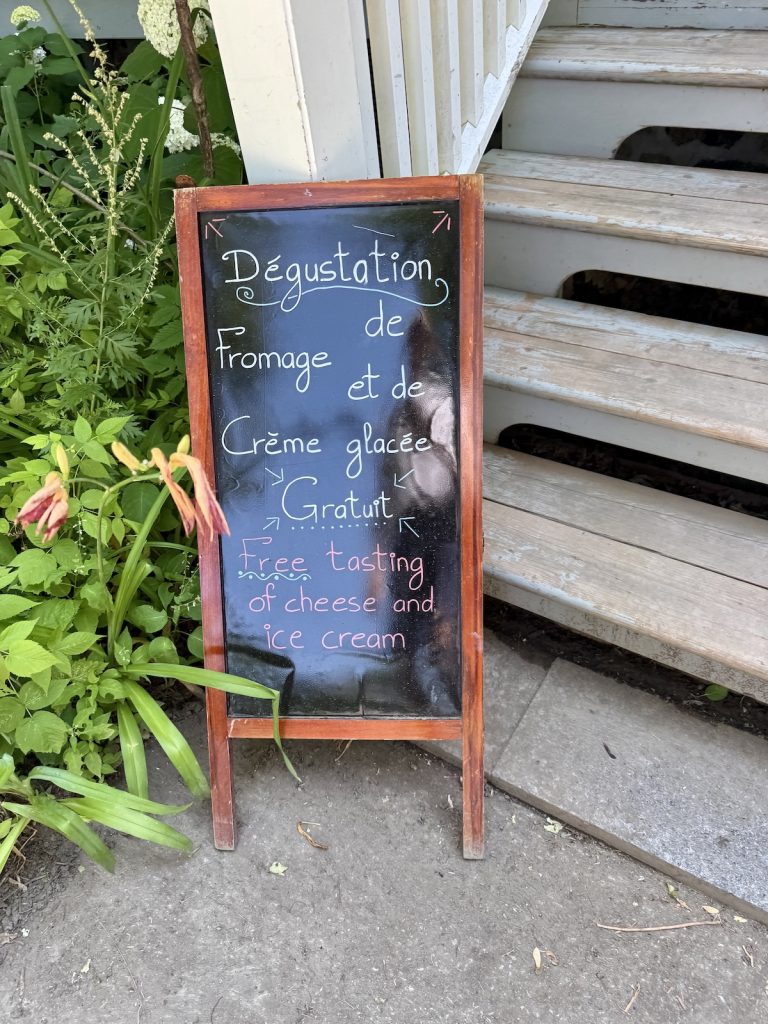 Dégustation
de
Fromage
et de
Crème glacée
Gratuit
Free tasting
of cheese and
ice cream